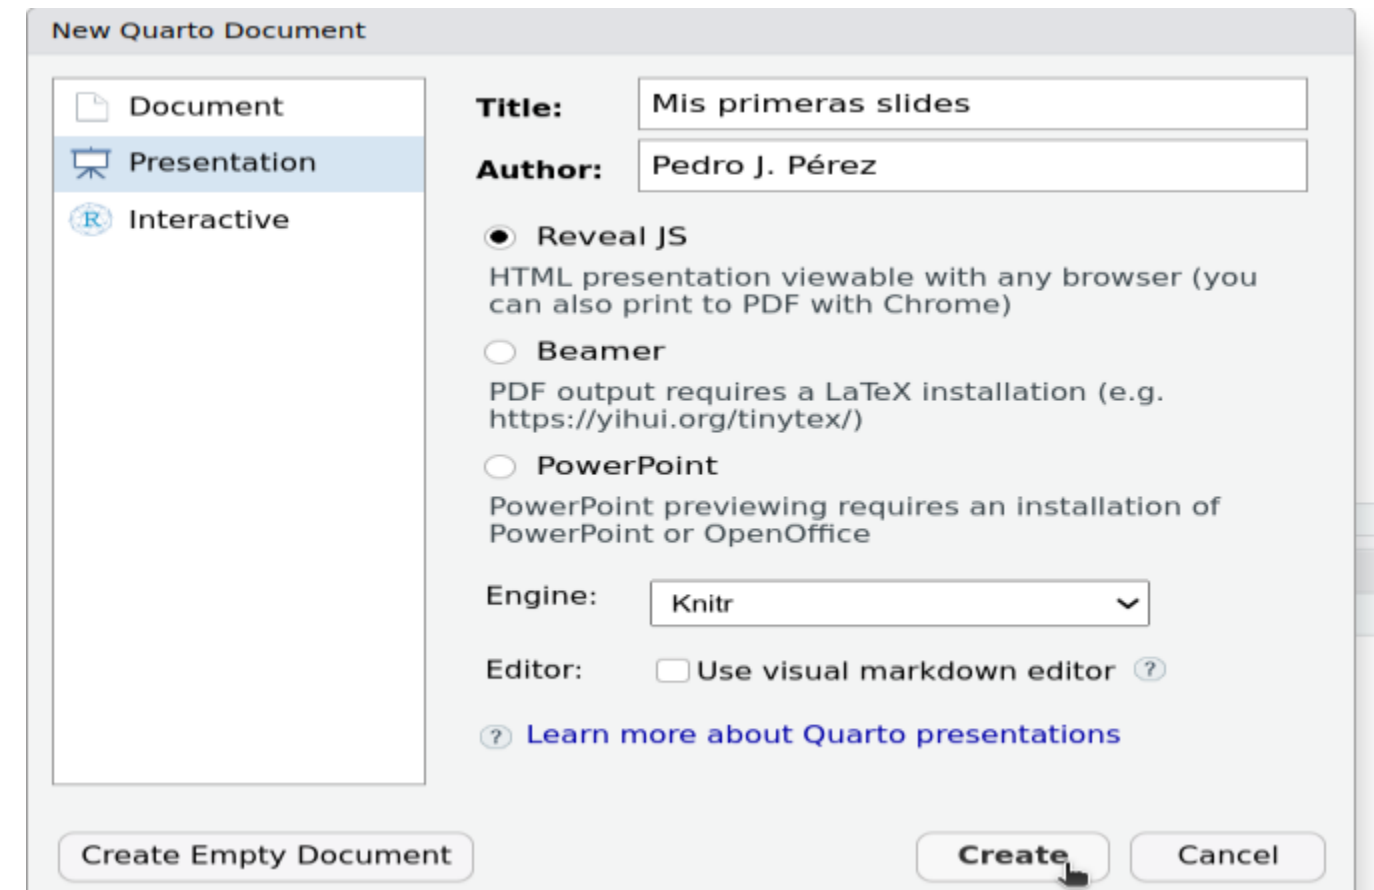 New Quarto Document
Document
Presentation
Interactive
Title: Mis primeras slides
Author: Pedro J. Pérez
Reveal JS
HTML presentation viewable with any browser (you
can also print to PDF with Chrome)
Beamer
PDF output requires a LaTeX installation (e.g.
https://yihui.org/tinytex/)
PowerPoint
PowerPoint previewing requires an installation of
PowerPoint or OpenOffice
Engine: Knitr
Editor: Use visual markdown editor ?
? Learn more about Quarto presentations
Create Empty Document Create Cancel